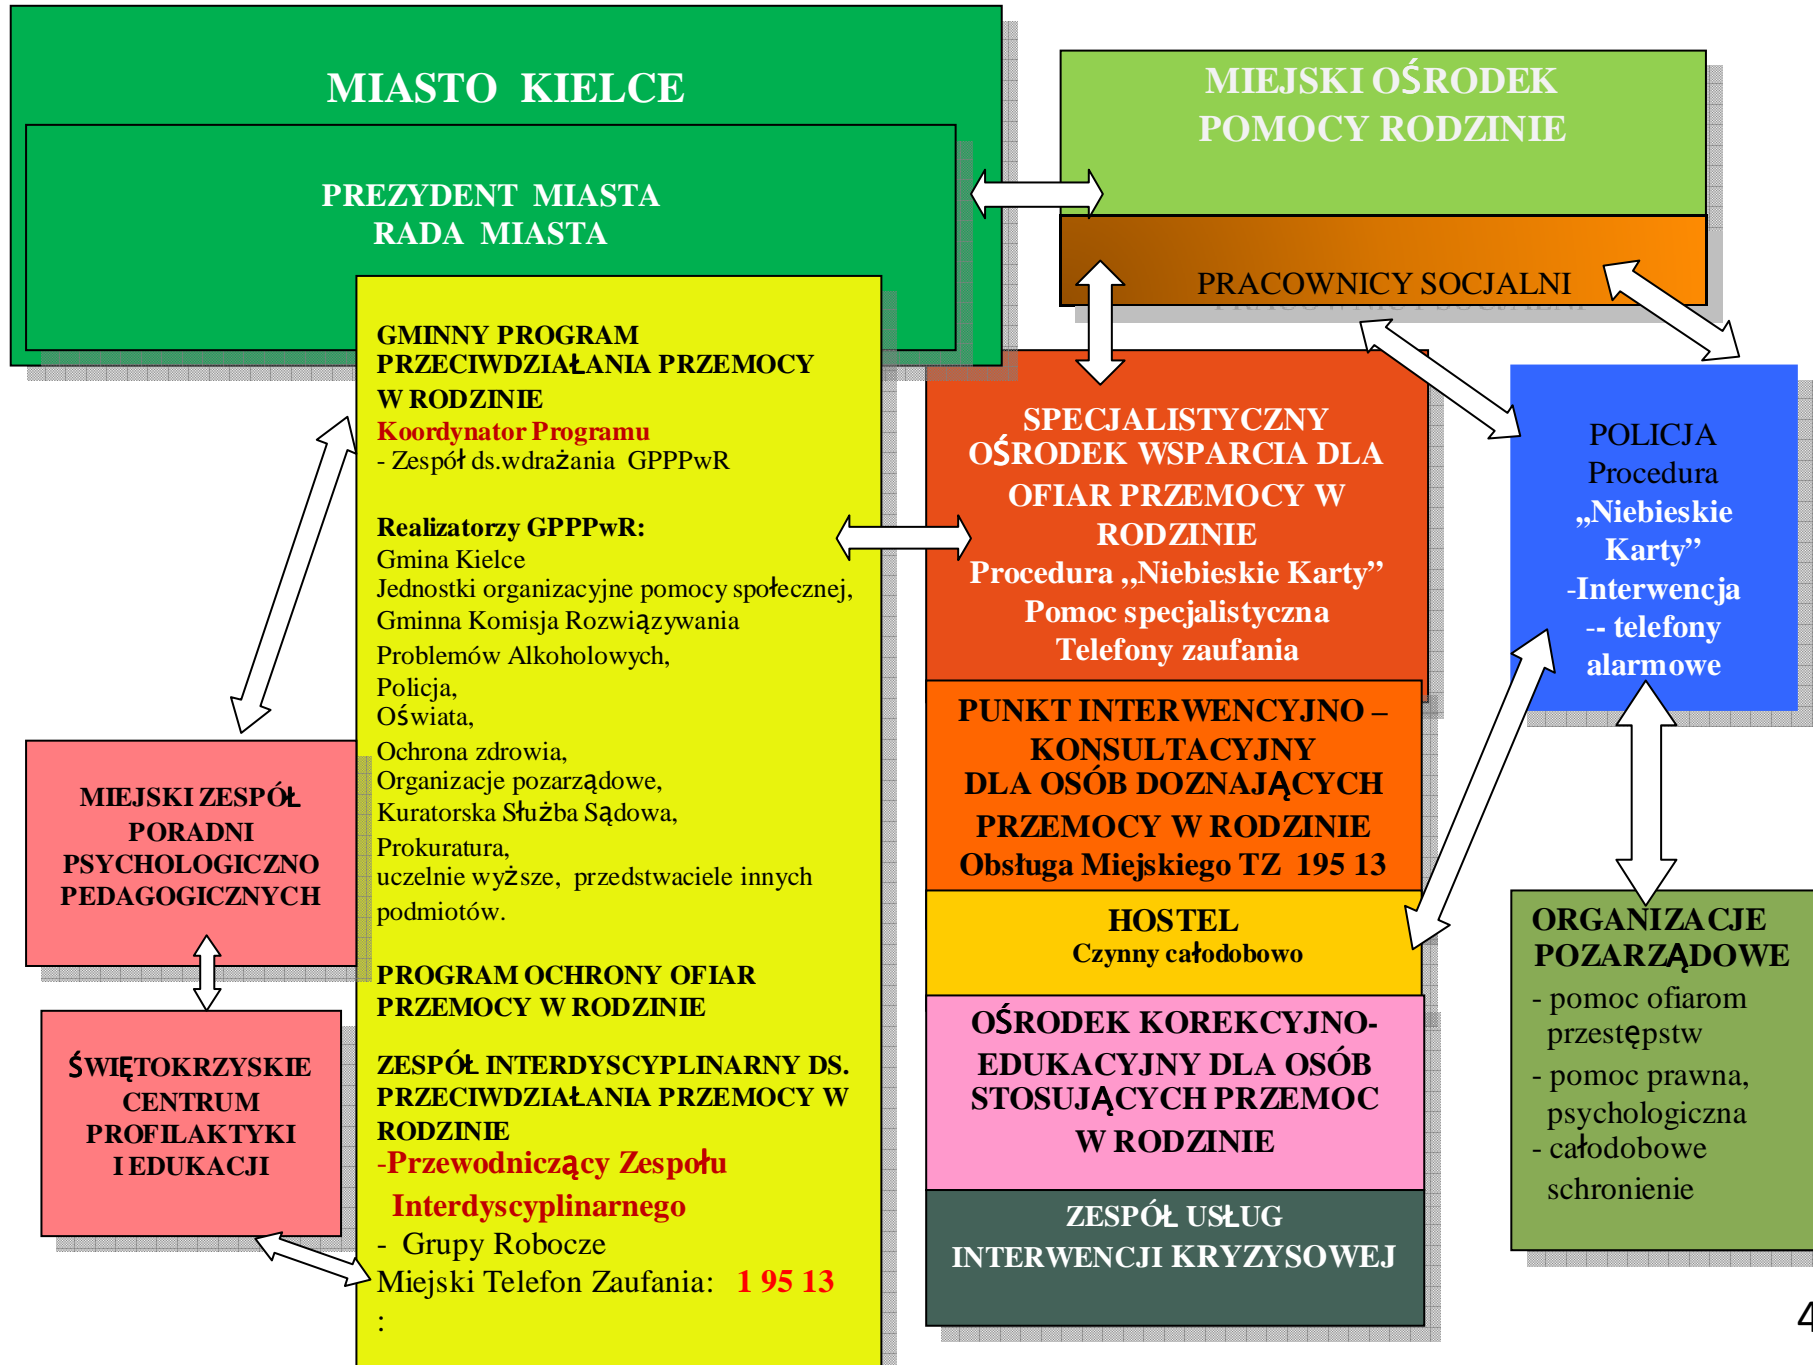 MIASTO KIELCE
PREZYDENT MIASTA
RADA MIASTA
MIEJSKI OŚRODEK
POMOCY RODZINIE
PRACOWNICY SOCJALNI
GMINNY PROGRAM
PRZECIWDZIAŁANIA PRZEMOCY
W RODZINIE
Koordynator Programu
- Zespół ds.wdrażania GPPPwR
Realizatorzy GPPPwR:
Gmina Kielce
Jednostki organizacyjne pomocy społecznej,
Gminna Komisja Rozwiązywania
Problemów Alkoholowych,
Policja,
Oświata,
Ochrona zdrowia,
Organizacje pozarządowe,
Kuratorska Służba Sądowa,
Prokuratura,
uczelnie wyższe, przedstwaciele innych
podmiotów.
PROGRAM OCHRONY OFIAR
PRZEMOCY W RODZINIE
ZESPÓŁ INTERDYSCYPLINARNY DS.
PRZECIWDZIAŁANIA PRZEMOCY W
RODZINIE
-Przewodniczący Zespołu
Interdyscyplinarnego
- Grupy Robocze
Miejski Telefon Zaufania: 1 95 13
:
MIEJSKI ZESPÓŁ
PORADNI
PSYCHOLOGICZNO
PEDAGOGICZNYCH
ŚWIĘTOKRZYSKIE
CENTRUM
PROFILAKTYKI
I EDUKACJI
SPECJALISTYCZNY
OŚRODEK WSPARCIA DLA
OFIAR PRZEMOCY W
RODZINIE
Procedura „Niebieskie Karty”
Pomoc specjalistyczna
Telefony zaufania
PUNKT INTERWENCYJNO –
KONSULTACYJNY
DLA OSÓB DOZNAJĄCYCH
PRZEMOCY W RODZINIE
Obsługa Miejskiego TZ 195 13
HOSTEL
Czynny całodobowo
OŚRODEK KOREKCYJNO-
EDUKACYJNY DLA OSÓB
STOSUJĄCYCH PRZEMOC
W RODZINIE
ZESPÓŁ USŁUG
INTERWENCJI KRYZYSOWEJ
POLICJA
Procedura
„Niebieskie
Karty”
-Interwencja
-- telefony
alarmowe
ORGANIZACJE
POZARZĄDOWE
- pomoc ofiarom
przestępstw
- pomoc prawna,
psychologiczna
- całodobowe
schronienie
4